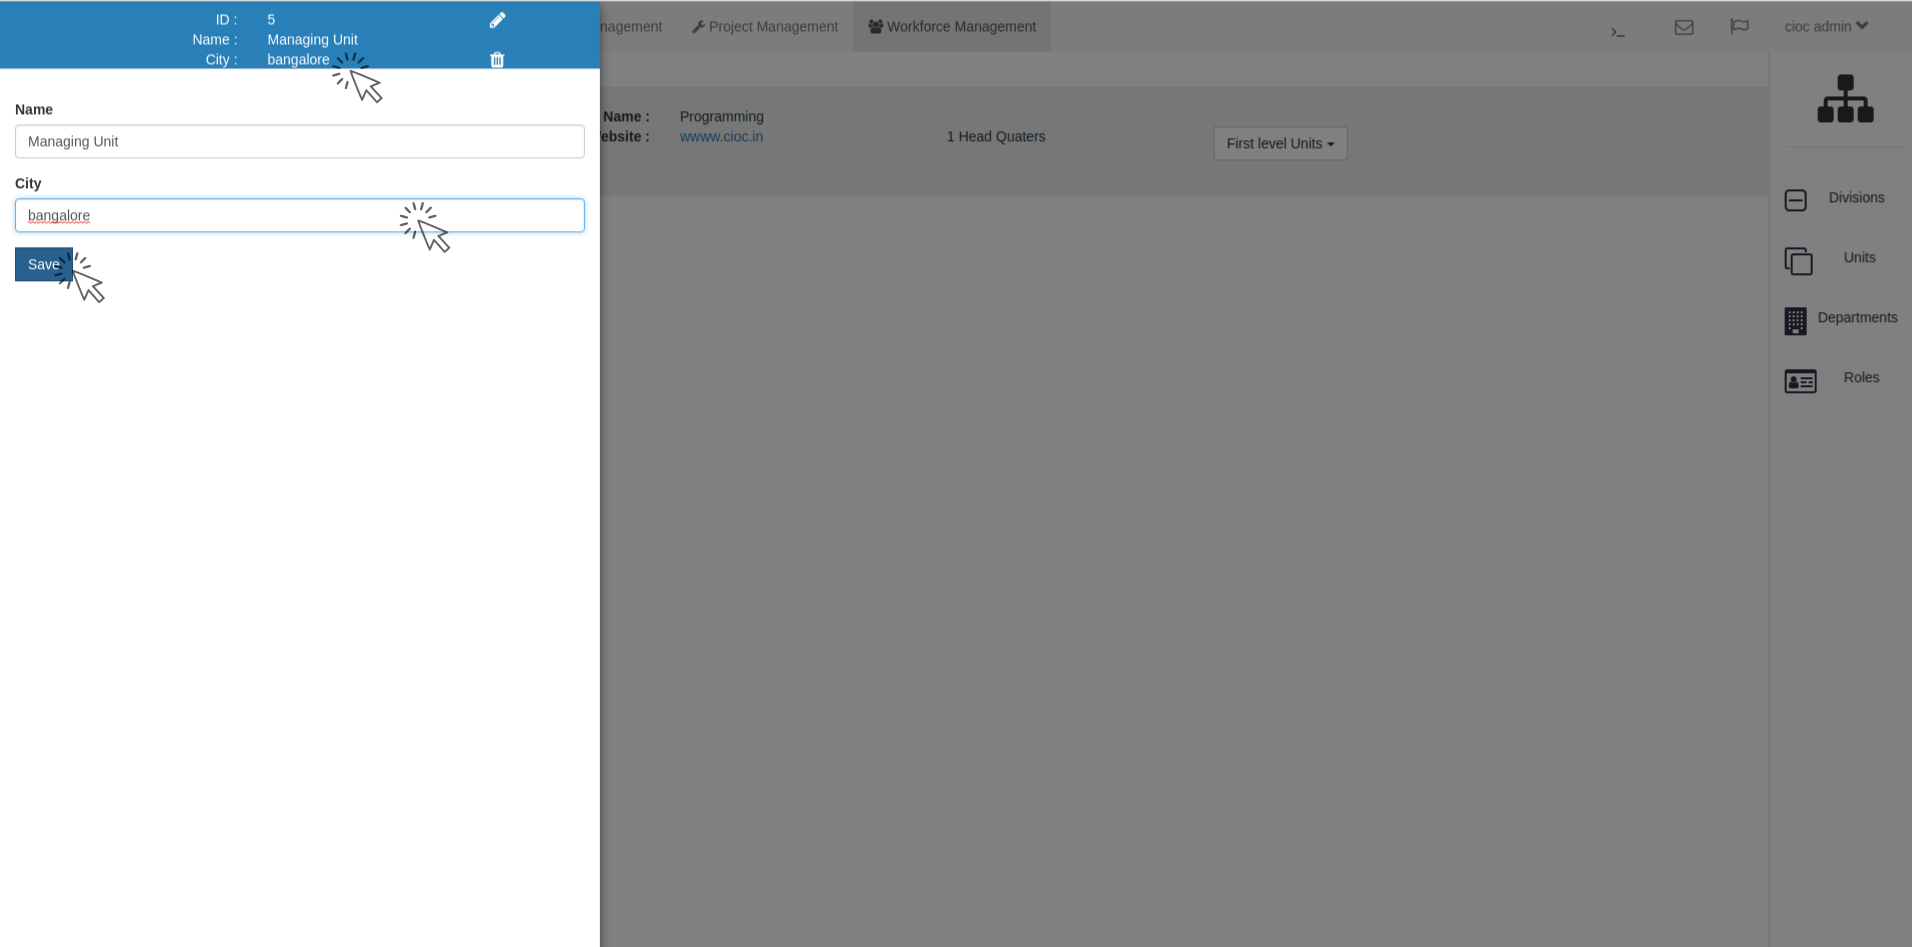 ID : 5
Name : Managing Unit
City : bangalore
Name
Managing Unit
City
bangalore
Save
nagement Project Management Workforce Management cioc admin
Name : Programming
ebsite : wwww.cioc.in 1 Head Quaters First level Units
Divisions
Units
Departments
Roles